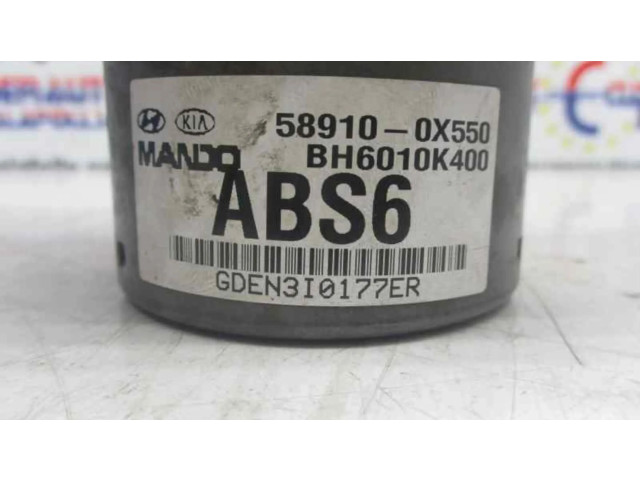 KIA 58910-0X550
MANDO BH6010K400
ABS6
GDEN3I0177ER